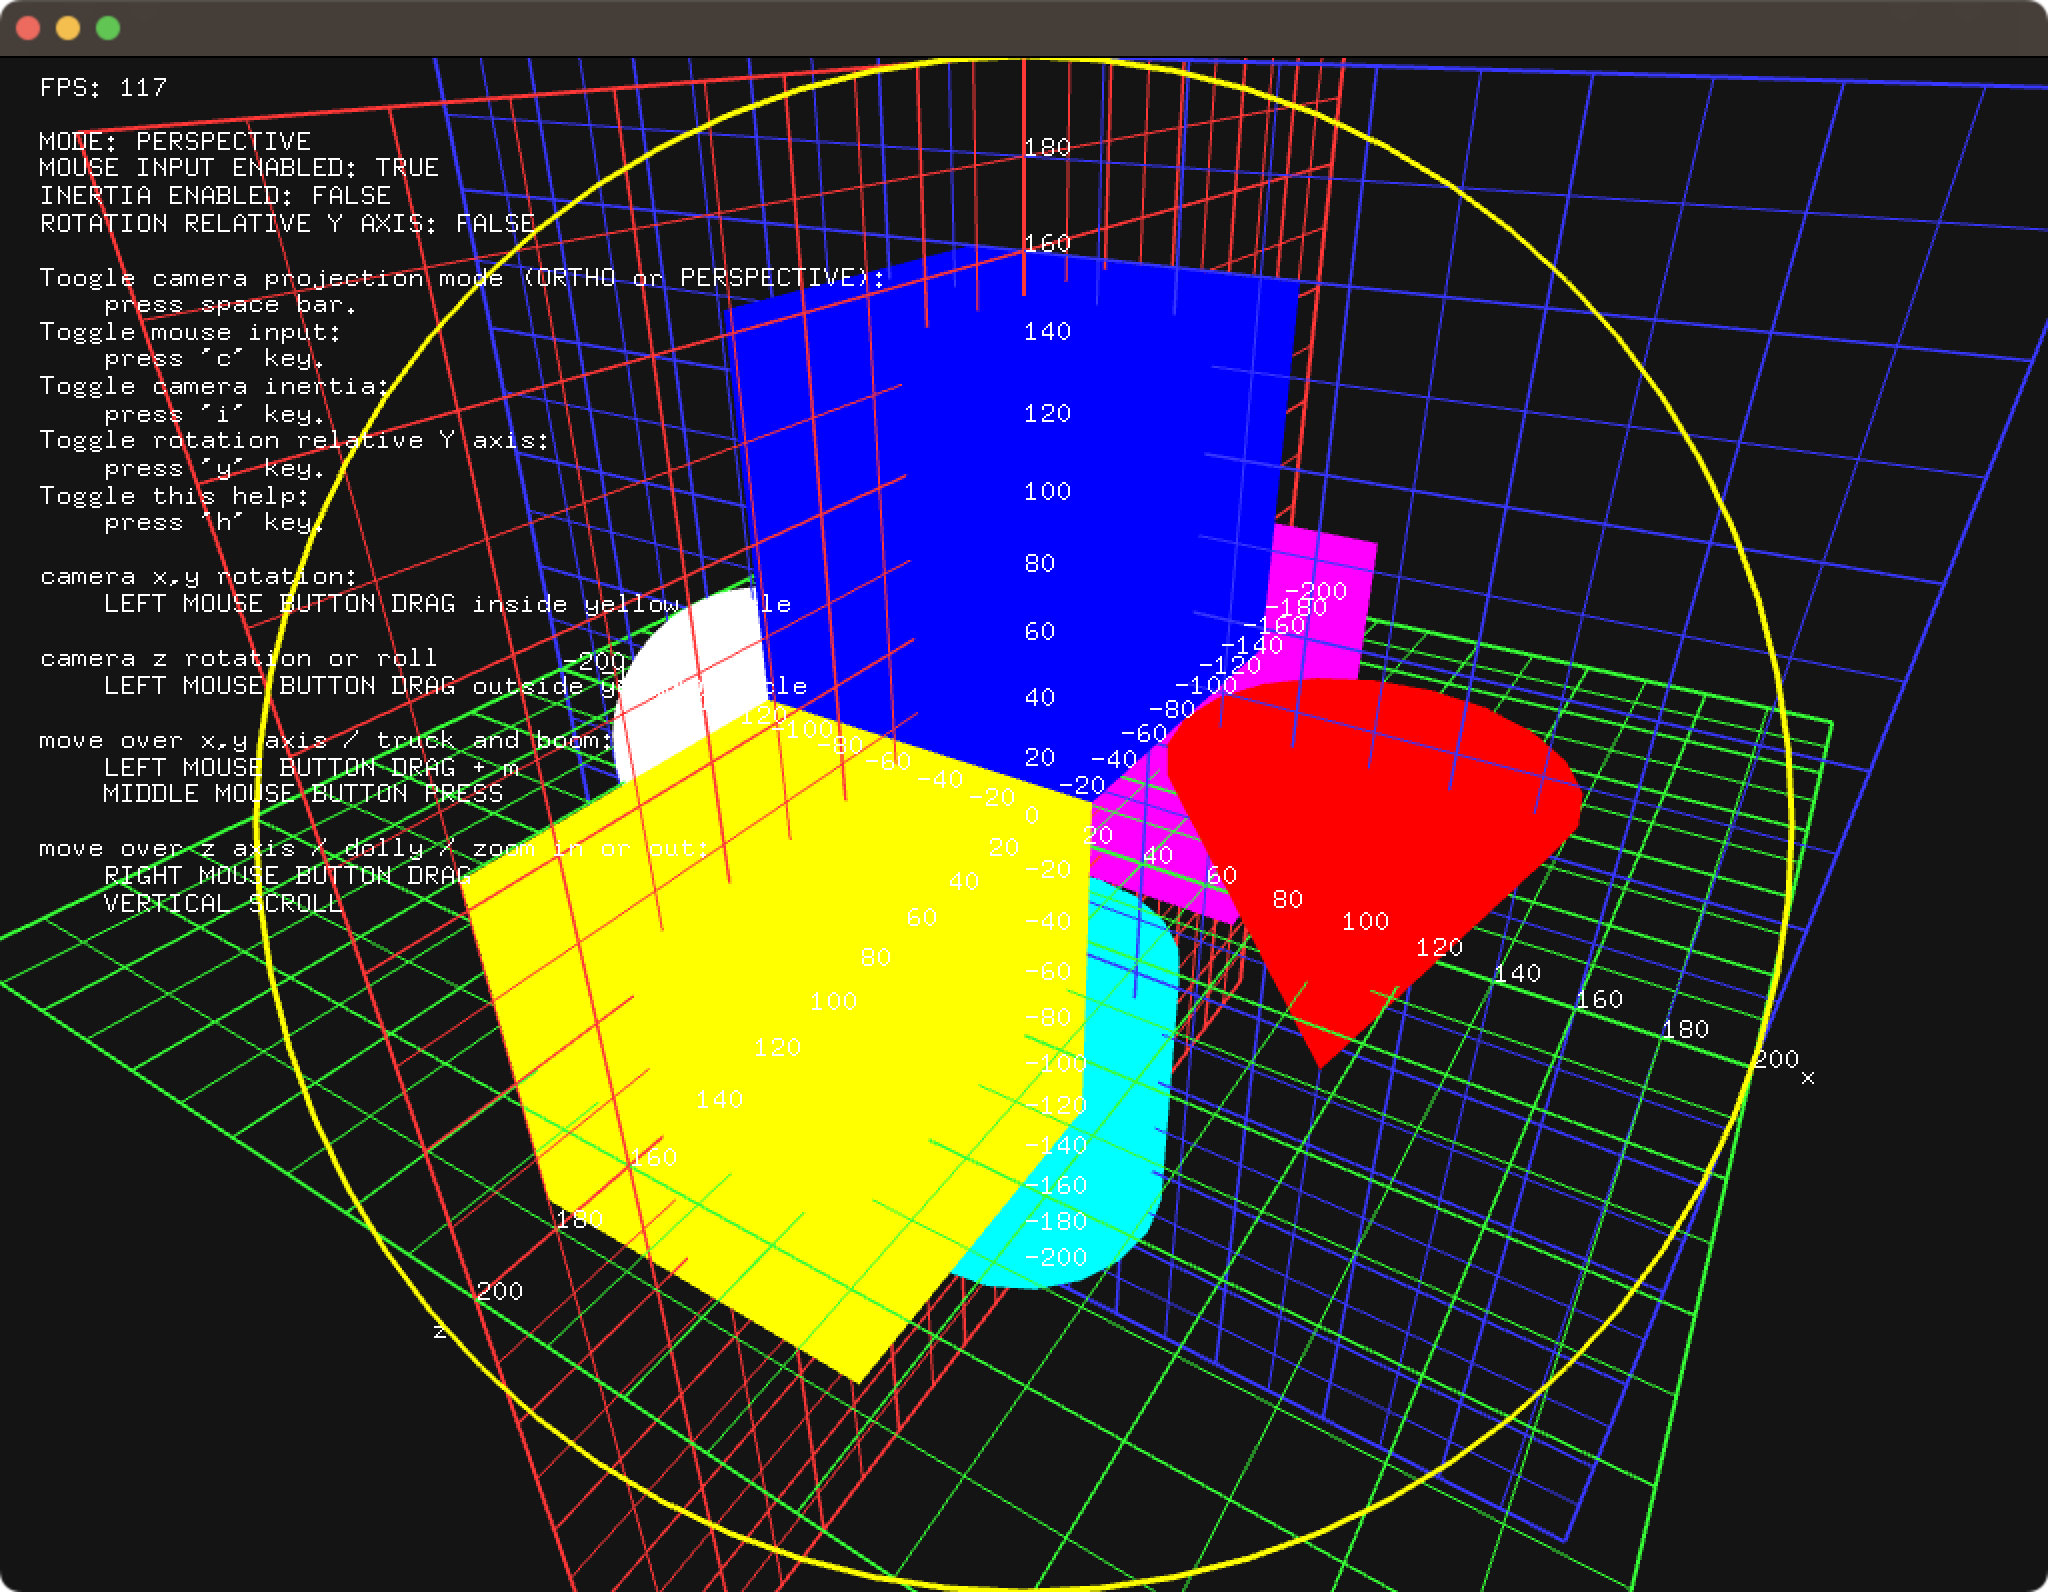 FPS: 117
MODE: PERSPECTIVE
MOUSE INPUT ENABLED: TRUE
INERTIA ENABLED: FALSE
ROTATION RELATIVE Y AXIS: FALSE
Toogle camera projection mode (ORTHO or PERSPECTIVE):
press space bar.
Toggle mouse input:
press 'c' key.
Toggle camera inertia:
press 'i' key.
Toggle rotation relative Y axis:
press 'y' key.
Toggle this help:
press 'h' key.
camera x,y rotation:
LEFT MOUSE BUTTON DRAG inside yellow
camera z rotation or roll
LEFT MOUSE BUTTON DRAG outside
move over x,y axis / truck and boom:
LEFT MOUSE BUTTON DRAG + m
MIDDLE MOUSE BUTTON PRESS
move over z axis / dolly / zoom in or out:
RIGHT MOUSE BUTTON DRAG
VERTICAL SCROLL
180
160
140
120
100
80
60
40
20
0
-20
-40
-60
-80
-100
-120
-140
-160
-180
-200
-200
-180
-160
-140
-120
-100
-80
-60
-40
-20
20
40
60
80
100
120
140
160
180
200
z
-200
120
-100
-80
-60
-40
-20
20
40
60
80
100
120
140
160
180
200
x